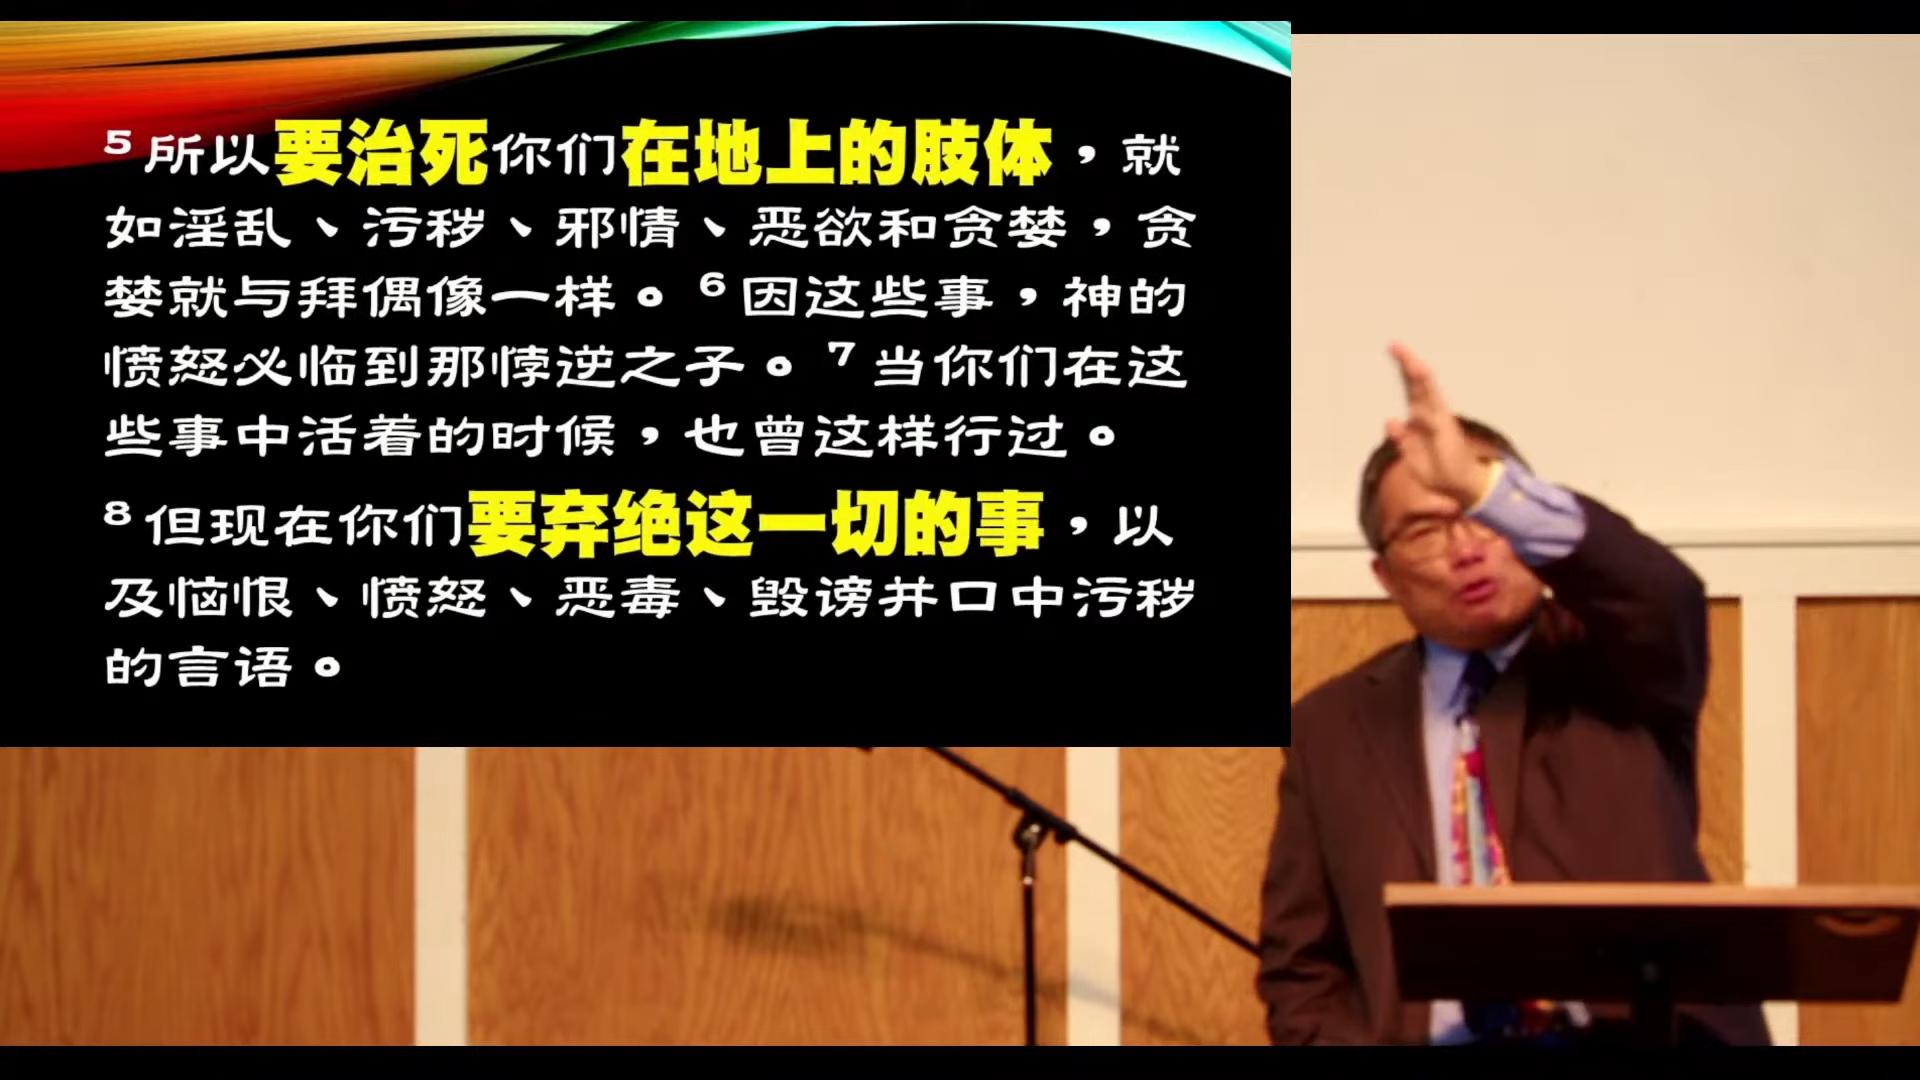 5 所以要治死你们在地上的肢体，就
如淫乱、污秽、邪情、恶欲和贪婪，贪
婪就与拜偶像一样。 6 因这些事，神的
愤怒必临到那悖逆之子。 7 当你们在这
些事中活着的时候，也曾这样行过。
8 但现在你们要弃绝这一切的事，以
及恼恨、愤怒、恶毒、毁谤并口中污秽
的言语。